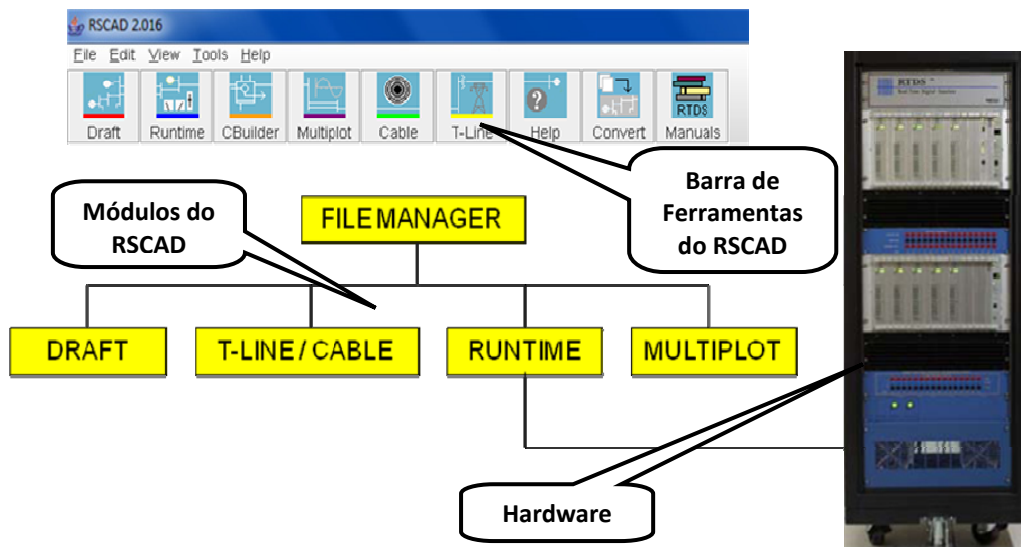 RSCAD 2.016
File Edit View Tools Help
Draft Runtime CBuilder Multiplot Cable T-Line Help Convert Manuals
RTDS
RTDS
Barra de
Ferramentas
do RSCAD
Módulos do
RSCAD
FILE MANAGER
DRAFT
T-LINE / CABLE
RUNTIME
MULTIPLOT
Hardware